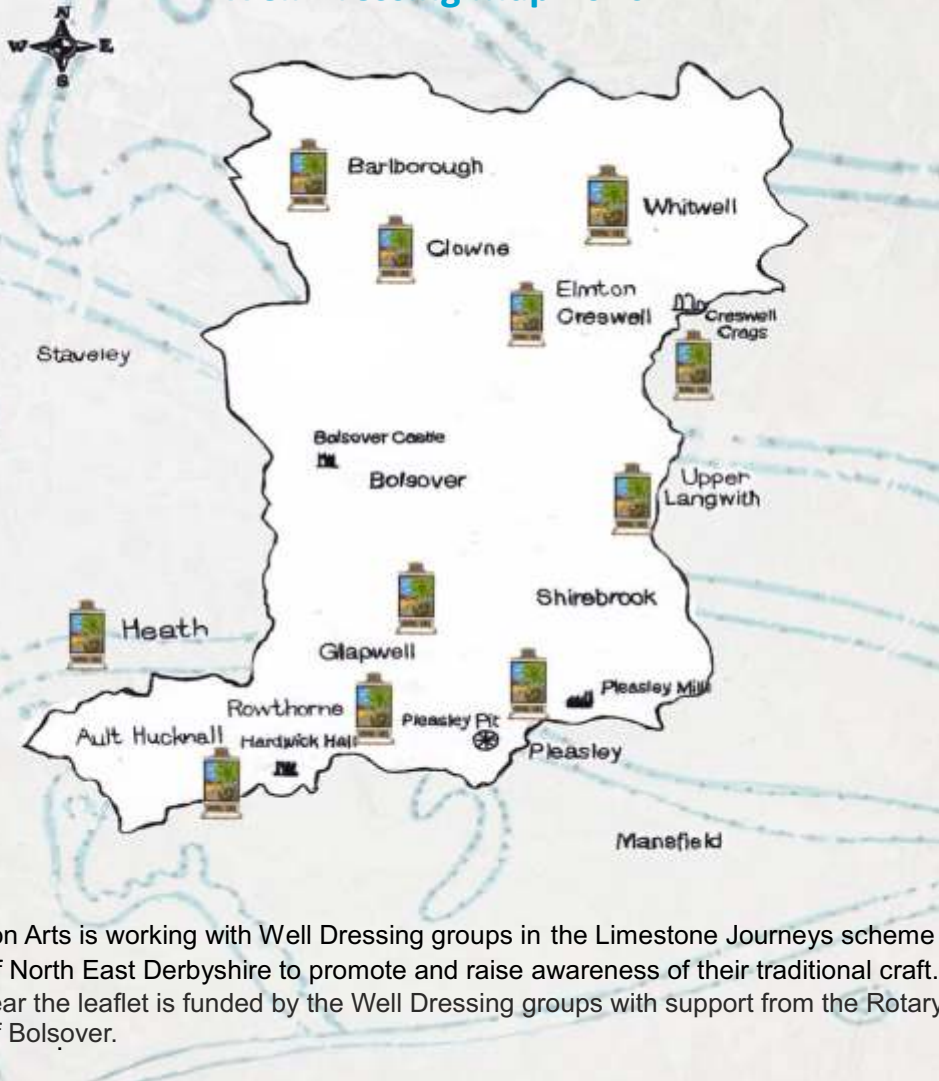 N
W E
S
Barlborough
Whitwell
Clowne
Elmton
Creswell
Creswell
Crags
Staveley
Bolsover Castle
Bolsover
Upper
Langwith
Shirebrook
Heath
Glapwell
Pleasley Mill
Rowthorne
Pleasley Pit
Ault Hucknall
Hardwick Hall
Pleasley
Mansfield
on Arts is working with Well Dressing groups in the Limestone Journeys scheme
f North East Derbyshire to promote and raise awareness of their traditional craft.
ear the leaflet is funded by the Well Dressing groups with support from the Rotary
f Bolsover.